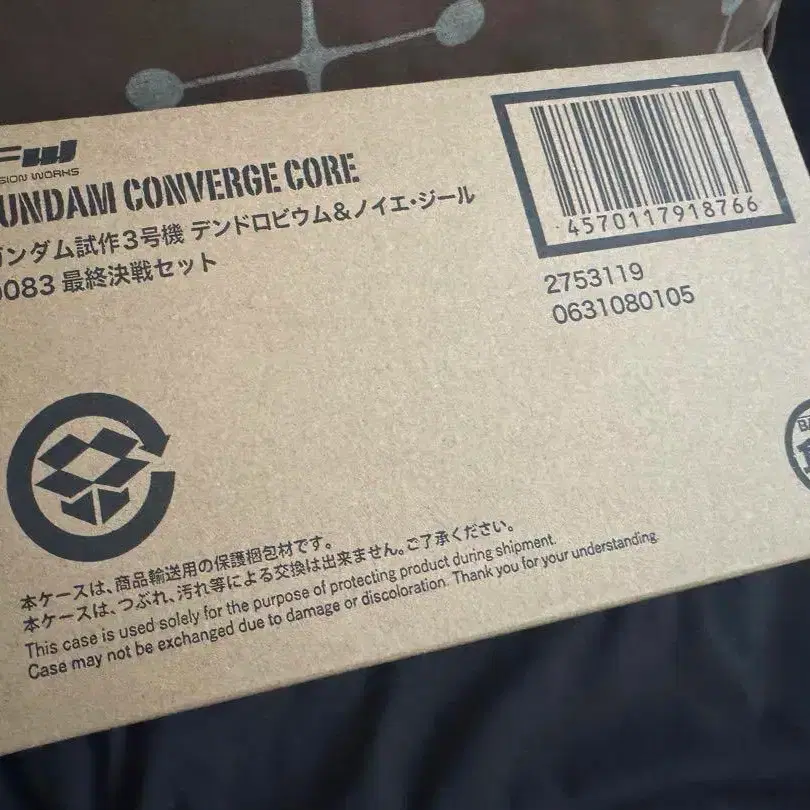 FW
SION WORKS
UNDAM CONVERGE CORE
ガンダム試作3号機 デンドロビウム&ノイエ・ジール
0083 最終決戦セット
4570117918766
2753119
0631080105
本ケースは、商品輸送用の保護梱包材です。
本ケースは、つぶれ、汚れ等による交換は出来ません。ご了承ください。
This case is used solely for the purpose of protecting product during shipment.
Case may not be exchanged due to damage or discoloration. Thank you for your understanding.